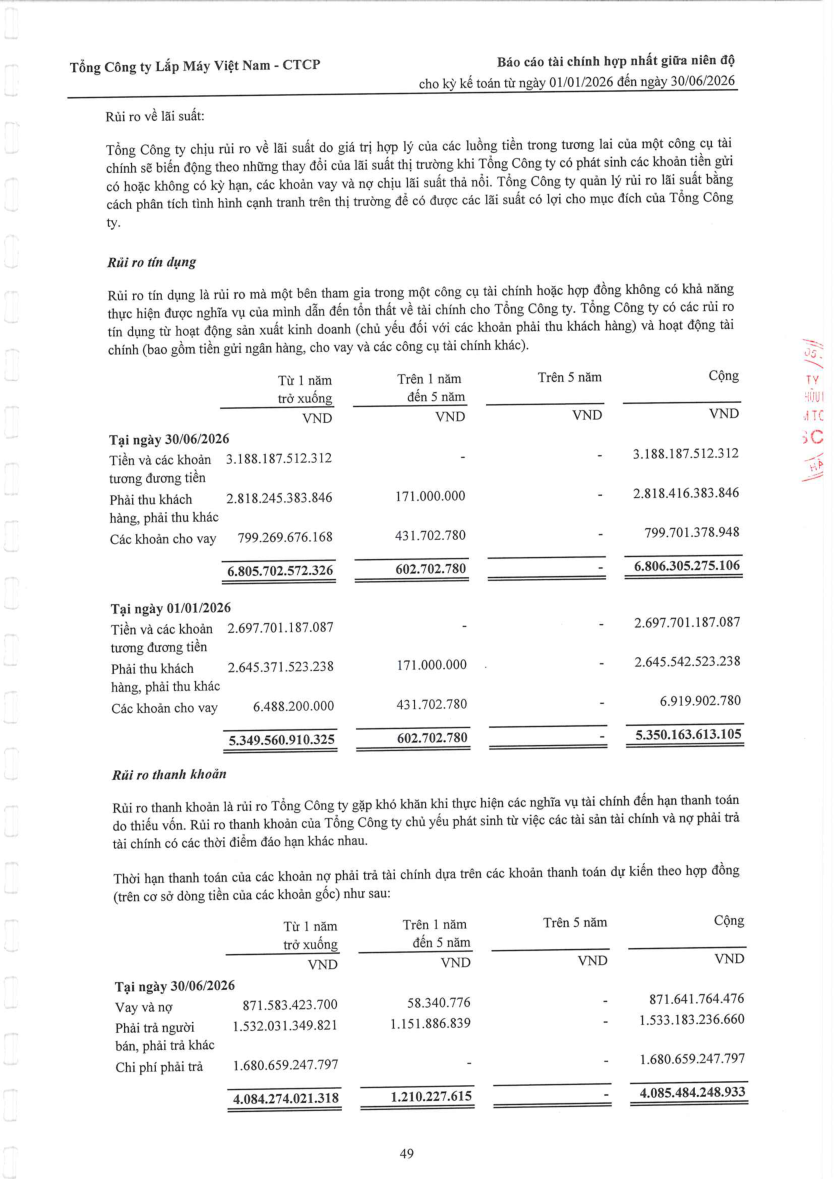 Tổng Công ty Lắp Máy Việt Nam - CTCP
Báo cáo tài chính hợp nhất giữa niên độ
cho kỳ kế toán từ ngày 01/01/2026 đến ngày 30/06/2026
Rủi ro về lãi suất:
Tổng Công ty chịu rủi ro về lãi suất do giá trị hợp lý của các luồng tiền trong tương lai của một công cụ tài
chính sẽ biến động theo những thay đổi của lãi suất thị trường khi Tổng Công ty có phát sinh các khoản tiền gửi
có hoặc không có kỳ hạn, các khoản vay và nợ chịu lãi suất thả nổi. Tổng Công ty quản lý rủi ro lãi suất bằng
cách phân tích tình hình cạnh tranh trên thị trường để có được các lãi suất có lợi cho mục đích của Tổng Công
ty.
Rủi ro tín dụng
Rủi ro tín dụng là rủi ro mà một bên tham gia trong một công cụ tài chính hoặc hợp đồng không có khả năng
thực hiện được nghĩa vụ của mình dẫn đến tổn thất về tài chính cho Tổng Công ty. Tổng Công ty có các rủi ro
tín dụng từ hoạt động sản xuất kinh doanh (chủ yếu đối với các khoản phải thu khách hàng) và hoạt động tài
chính (bao gồm tiền gửi ngân hàng, cho vay và các công cụ tài chính khác).
Từ 1 năm Trên 1 năm Trên 5 năm Cộng
trở xuống đến 5 năm
VND VND VND VND
Tại ngày 30/06/2026
Tiền và các khoản 3.188.187.512.312 - - 3.188.187.512.312
tương đương tiền
Phải thu khách 2.818.245.383.846 171.000.000 - 2.818.416.383.846
hàng, phải thu khác
Các khoản cho vay 799.269.676.168 431.702.780 - 799.701.378.948
6.805.702.572.326 602.702.780 - 6.806.305.275.106
Tại ngày 01/01/2026
Tiền và các khoản 2.697.701.187.087 - - 2.697.701.187.087
tương đương tiền
Phải thu khách 2.645.371.523.238 171.000.000 - 2.645.542.523.238
hàng, phải thu khác
Các khoản cho vay 6.488.200.000 431.702.780 - 6.919.902.780
5.349.560.910.325 602.702.780 - 5.350.163.613.105
Rủi ro thanh khoản
Rủi ro thanh khoản là rủi ro Tổng Công ty gặp khó khăn khi thực hiện các nghĩa vụ tài chính đến hạn thanh toán
do thiếu vốn. Rủi ro thanh khoản của Tổng Công ty chủ yếu phát sinh từ việc các tài sản tài chính và nợ phải trả
tài chính có các thời điểm đáo hạn khác nhau.
Thời hạn thanh toán của các khoản nợ phải trả tài chính dựa trên các khoản thanh toán dự kiến theo hợp đồng
(trên cơ sở dòng tiền của các khoản gốc) như sau:
Từ 1 năm Trên 1 năm Trên 5 năm Cộng
trở xuống đến 5 năm
VND VND VND VND
Tại ngày 30/06/2026
Vay và nợ 871.583.423.700 58.340.776 - 871.641.764.476
Phải trả người 1.532.031.349.821 1.151.886.839 - 1.533.183.236.660
bán, phải trả khác
Chi phí phải trả 1.680.659.247.797 - - 1.680.659.247.797
4.084.274.021.318 1.210.227.615 - 4.085.484.248.933
49